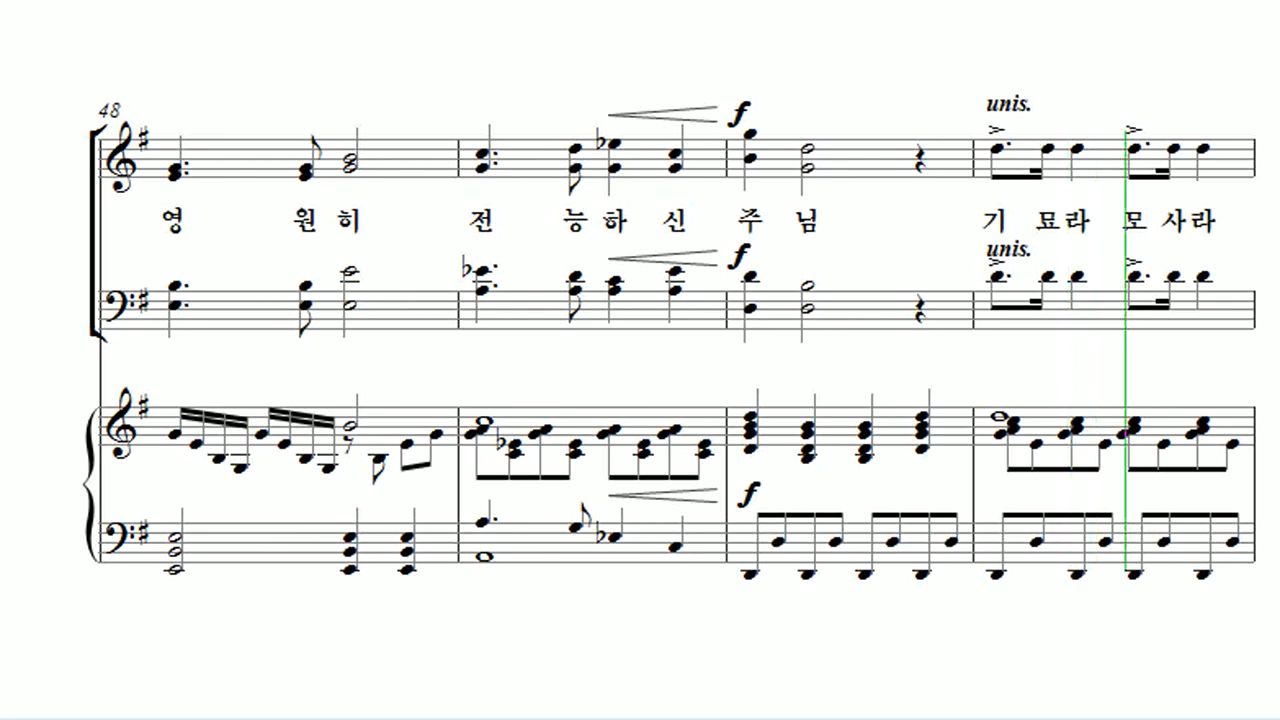 48
f
unis.
영 원 히 전 능 하 신 주 님 기 묘 라 모 사 라
f
unis.
f